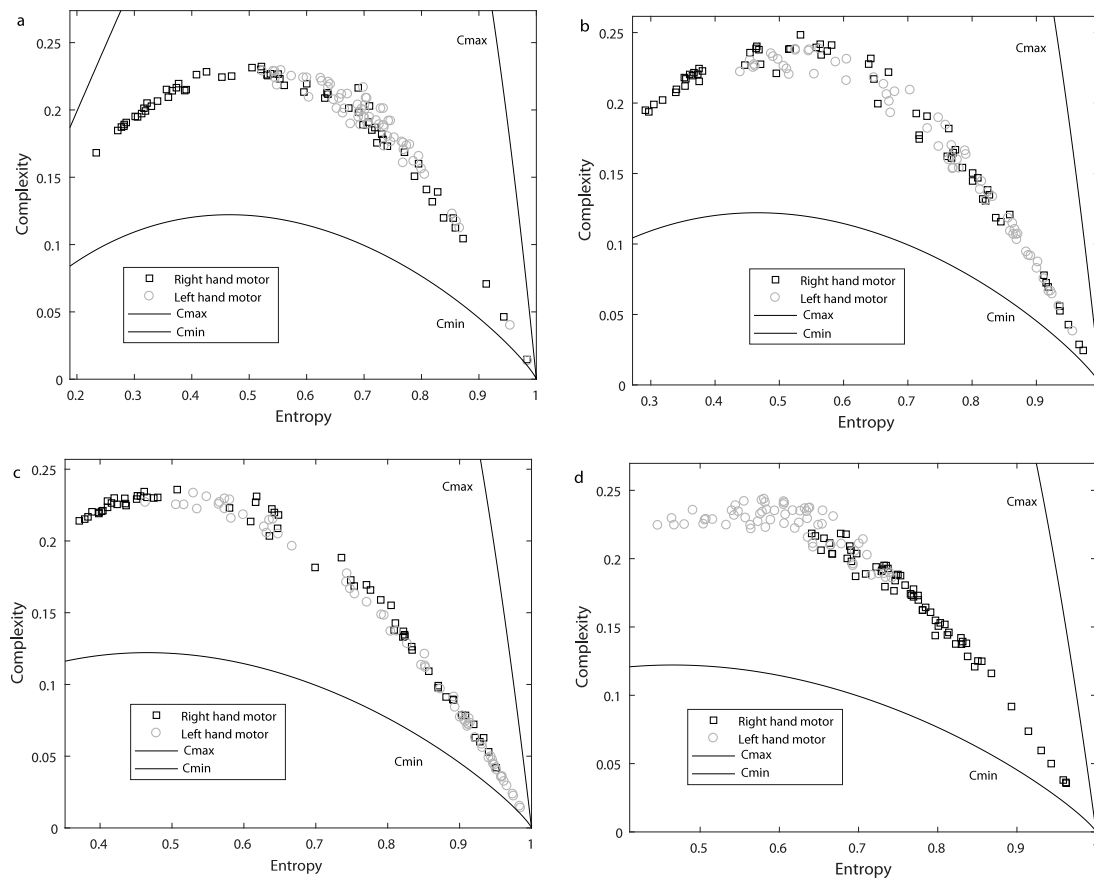 a
0.25
0.2
0.15
0.1
0.05
0
Complexity
Cmax
Cmin
Right hand motor
Left hand motor
Cmax
Cmin
0.2 0.3 0.4 0.5 0.6 0.7 0.8 0.9 1
Entropy
b
0.25
0.2
0.15
0.1
0.05
0
Complexity
Cmax
Cmin
Right hand motor
Left hand motor
Cmax
Cmin
0.3 0.4 0.5 0.6 0.7 0.8 0.9
Entropy
c
0.25
0.2
0.15
0.1
0.05
0
Complexity
Cmax
Cmin
Right hand motor
Left hand motor
Cmax
Cmin
0.4 0.5 0.6 0.7 0.8 0.9 1
Entropy
d
0.25
0.20
0.15
0.1
0.05
0
Complexity
Cmax
Cmin
Right hand motor
Left hand motor
Cmax
Cmin
0.5 0.6 0.7 0.8 0.9 1
Entropy